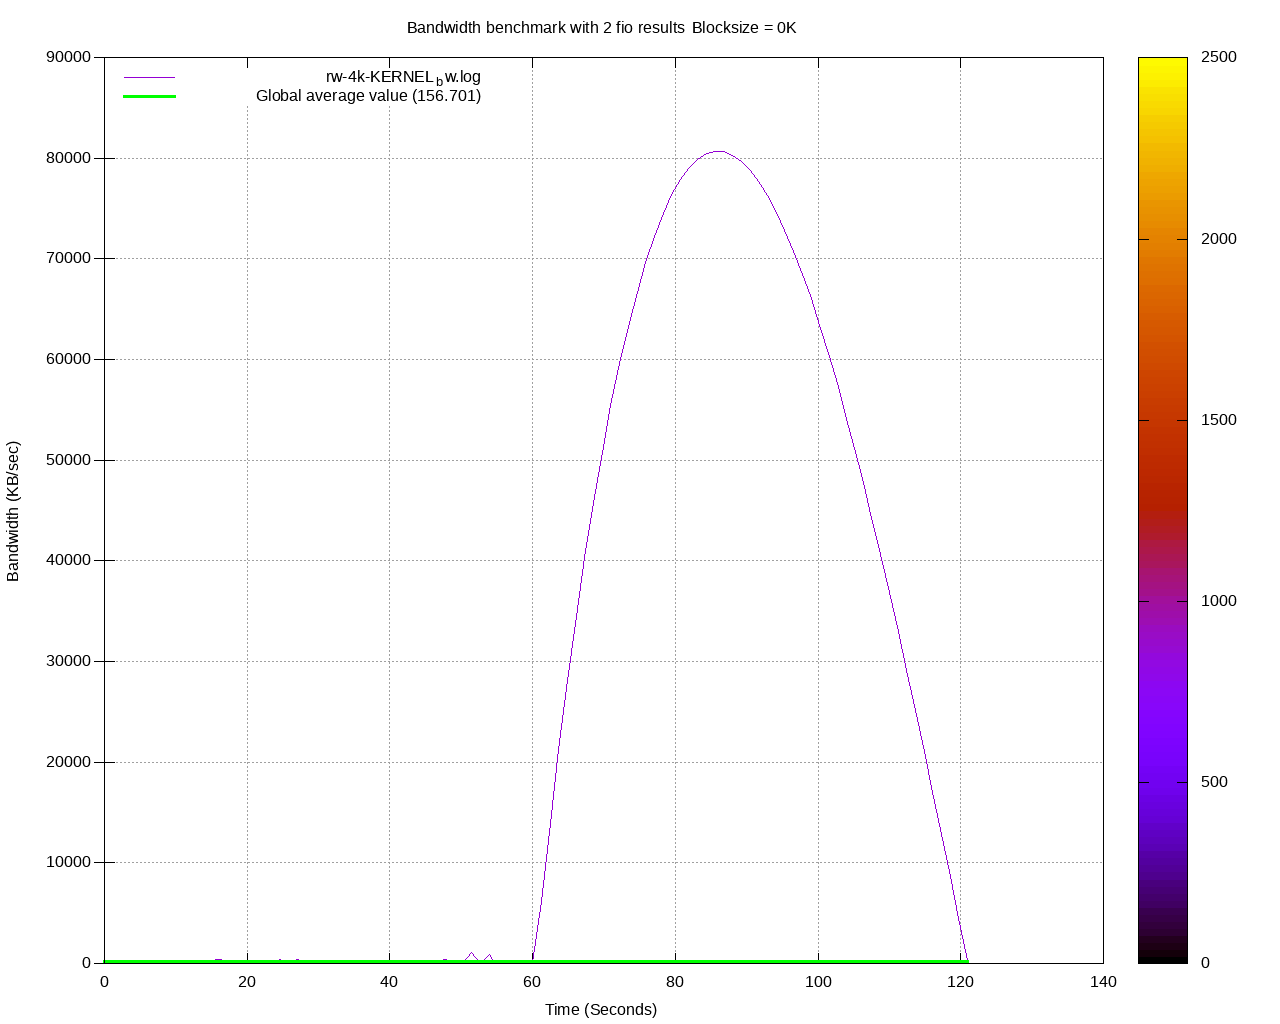 Bandwidth benchmark with 2 fio results Blocksize = 0K
rw-4k-KERNEL_bw.log
Global average value (156.701)
90000
80000
70000
60000
50000
40000
30000
20000
10000
0
Bandwidth (KB/sec)
0 20 40 60 80 100 120 140
Time (Seconds)
2500
2000
1500
1000
500
0